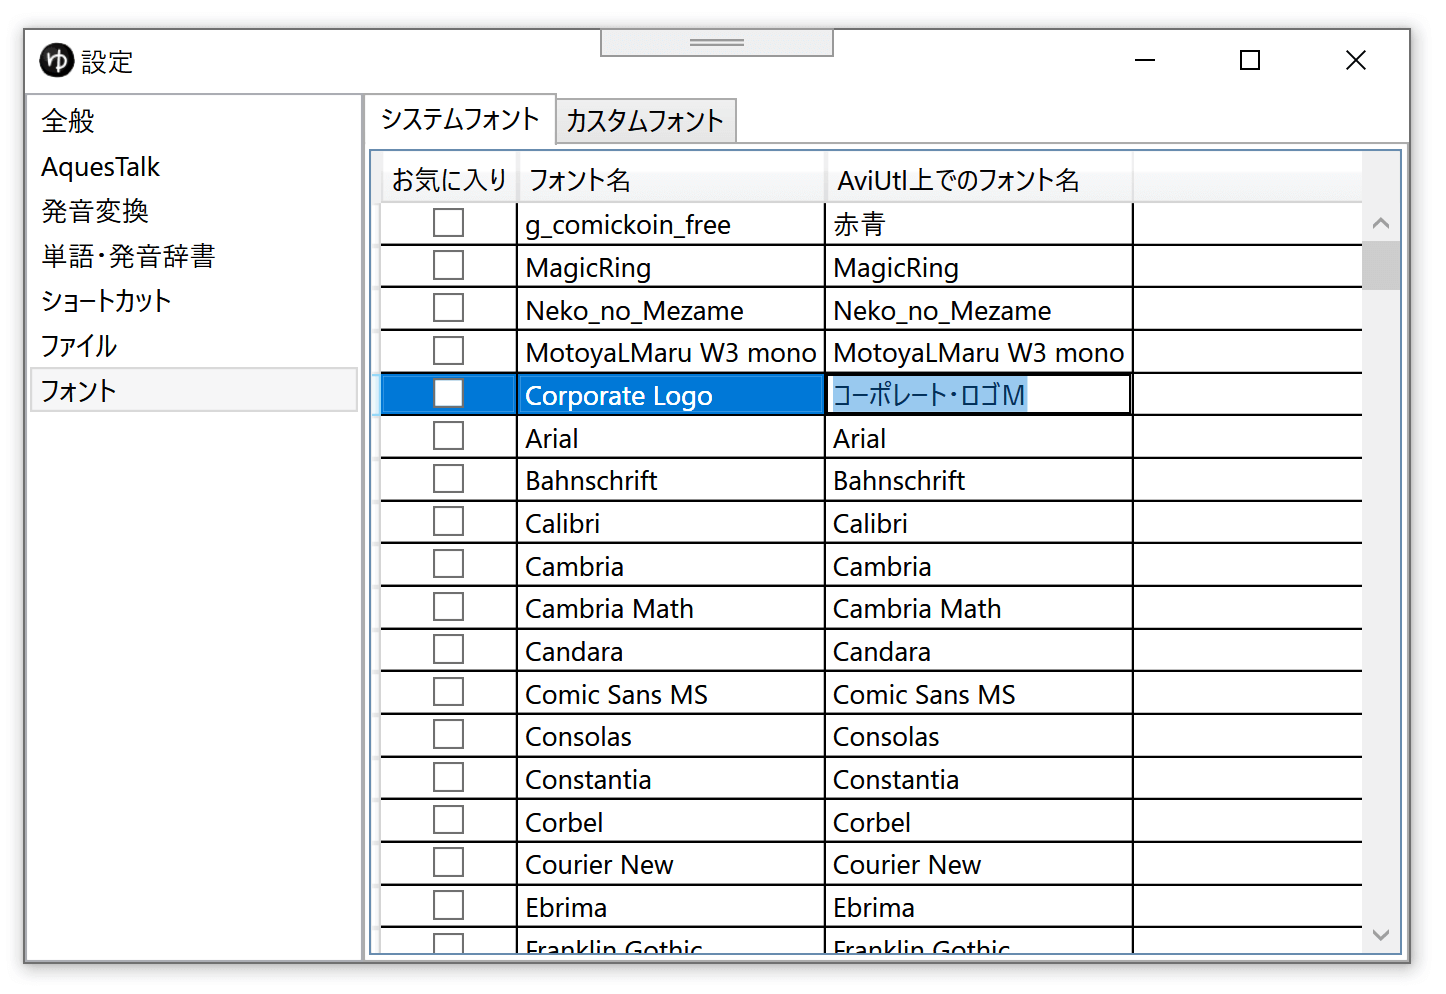 ゆ 設定
全般
AquesTalk
発音変換
単語・発音辞書
ショートカット
ファイル
フォント
システムフォント カスタムフォント
お気に入り フォント名 AviUtl上でのフォント名
g_comickoin_free 赤青
MagicRing MagicRing
Neko_no_Mezame Neko_no_Mezame
MotoyaLMaru W3 mono MotoyaLMaru W3 mono
Corporate Logo コーポレート・ロゴM
Arial Arial
Bahnschrift Bahnschrift
Calibri Calibri
Cambria Cambria
Cambria Math Cambria Math
Candara Candara
Comic Sans MS Comic Sans MS
Consolas Consolas
Constantia Constantia
Corbel Corbel
Courier New Courier New
Ebrima Ebrima
Franklin Gothic Franklin Gothic